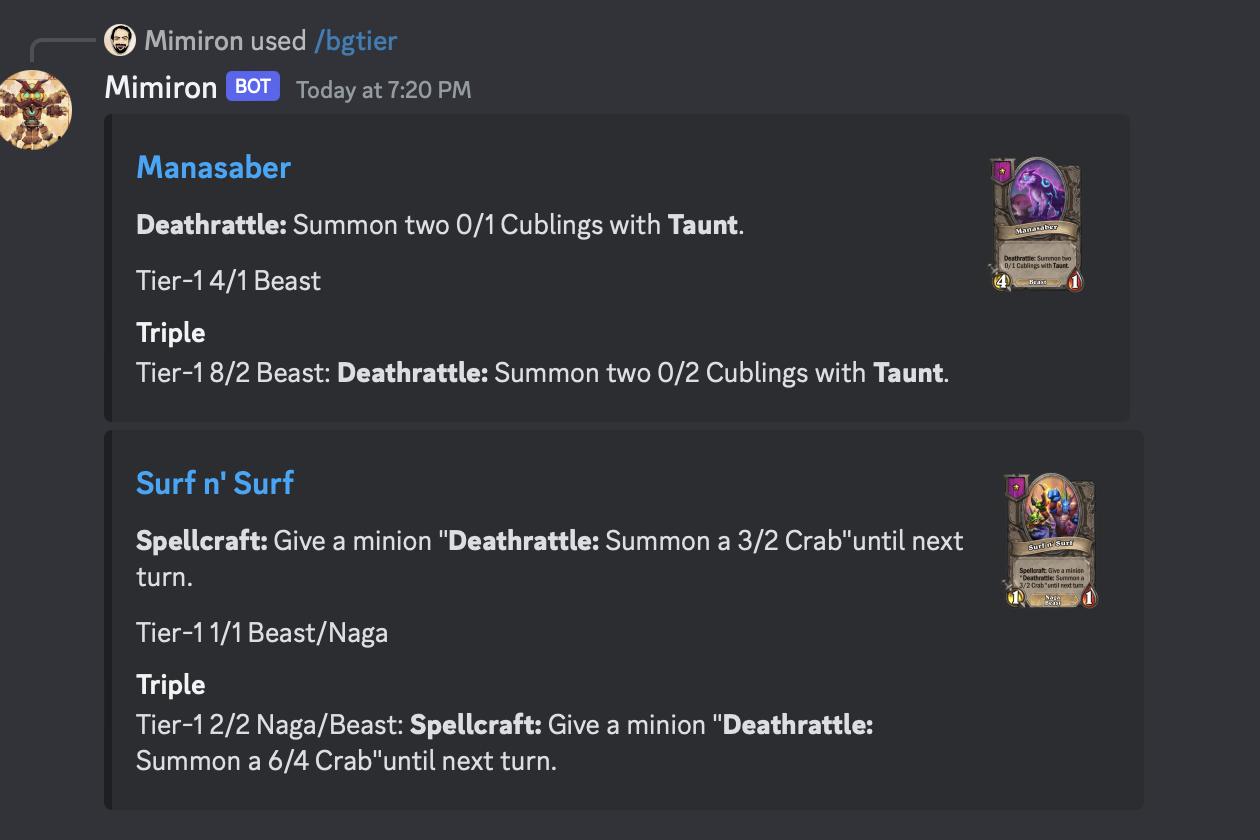 Mimiron used /bgtier
Mimiron BOT Today at 7:20 PM
Manasaber
Deathrattle: Summon two 0/1 Cublings with Taunt.
Tier-1 4/1 Beast
Triple
Tier-1 8/2 Beast: Deathrattle: Summon two 0/2 Cublings with Taunt.
Manasaber
Deathrattle: Summon two
0/1 Cublings with Taunt.
4 Beast 1
Surf n' Surf
Spellcraft: Give a minion "Deathrattle: Summon a 3/2 Crab"until next
turn.
Tier-1 1/1 Beast/Naga
Triple
Tier-1 2/2 Naga/Beast: Spellcraft: Give a minion "Deathrattle:
Summon a 6/4 Crab"until next turn.
Surf n' Surf
Spellcraft: Give a minion
"Deathrattle: Summon a
3/2 Crab"until next turn.
1 Naga 1
Beast